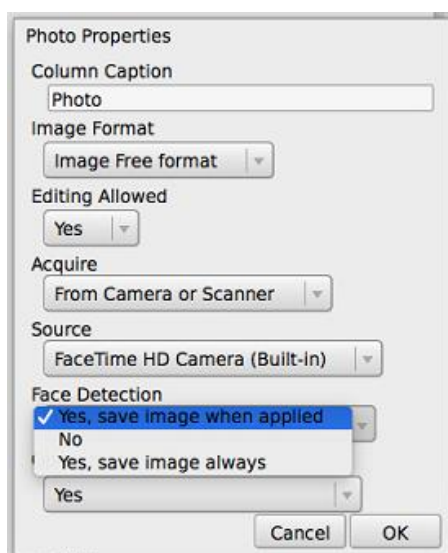 Photo Properties
Column Caption
Photo
Image Format
Image Free format
Editing Allowed
Yes
Acquire
From Camera or Scanner
Source
FaceTime HD Camera (Built-in)
Face Detection
Yes, save image when applied
No
Yes, save image always
Yes
Cancel OK